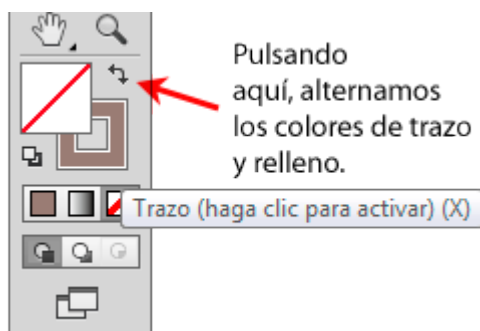 Pulsando
aquí, alternamos
los colores de trazo
y relleno.
Trazo (haga clic para activar) (X)